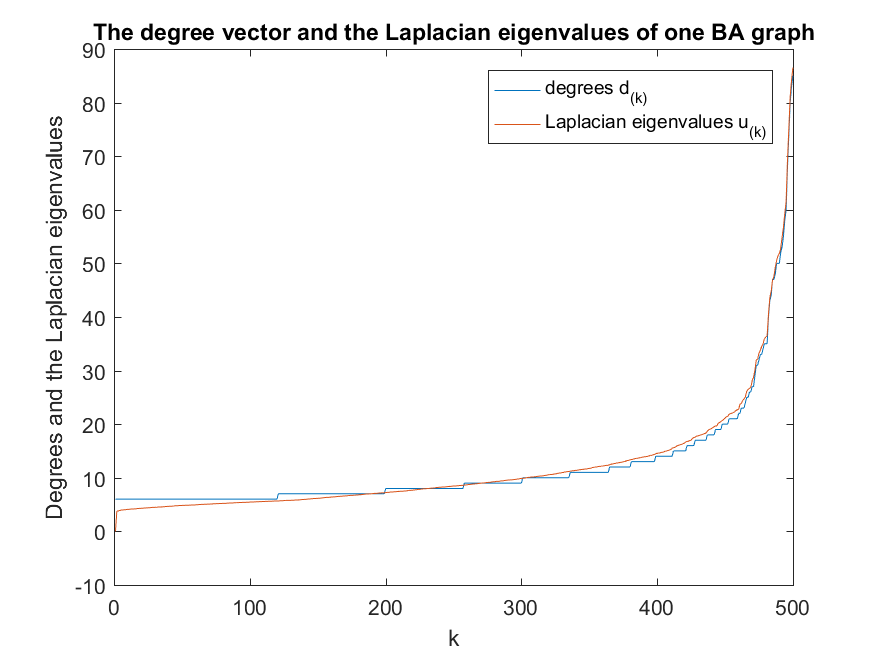 The degree vector and the Laplacian eigenvalues of one BA graph
90
80
70
60
50
40
30
20
10
0
-10
Degrees and the Laplacian eigenvalues
degrees d(k)
Laplacian eigenvalues u(k)
0 100 200 300 400 500
k